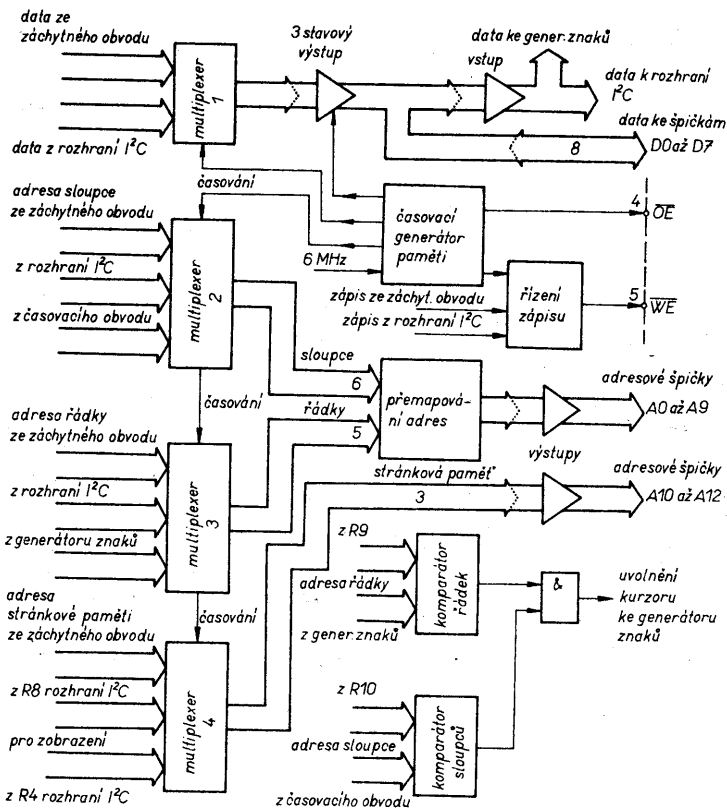 data ze
záchytného obvodu
data z rozhraní I²C
multiplexer
1
3 stavový
výstup
vstup
data ke gener. znaků
data k rozhraní
I²C
data ke špičkám
D0 až D7
8
časování
adresa sloupce
ze záchytného obvodu
z rozhraní I²C
z časovacího obvodu
multiplexer
2
časovací
generátor
paměti
6 MHz
4
OE
5
WE
zápis ze záchyt. obvodu
zápis z rozhraní I²C
řízení
zápisu
sloupce
6
časování
řádky
5
přemapová-
ní adres
adresové špičky
A0 až A9
adresa řádky
ze záchytného obvodu
z rozhraní I²C
z generátoru znaků
multiplexer
3
stránková paměť
3
výstupy
adresové špičky
A10 až A12
časování
adresa
stránkové paměti
ze záchytného obvodu
z R8 rozhraní I²C
pro zobrazení
z R4 rozhraní I²C
multiplexer
4
z R9
adresa řádky
z gener. znaků
komparátor
řádek
&
uvolnění
kurzoru
ke generátoru
znaků
z R10
adresa sloupce
z časovacího obvodu
komparátor
sloupců